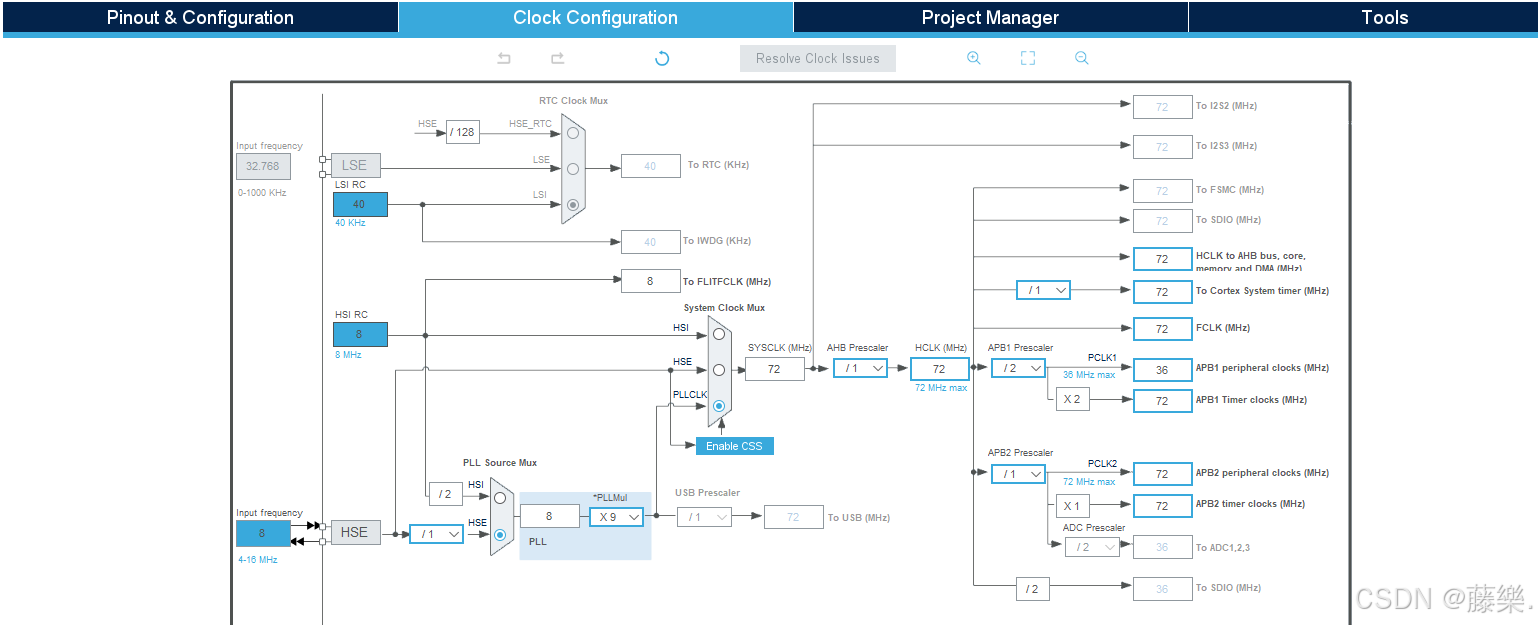 Pinout & Configuration
Clock Configuration
Project Manager
Tools
Resolve Clock Issues
RTC Clock Mux
HSE
/ 128
HSE_RTC
72
To I2S2 (MHz)
Input frequency
32.768
0-1000 KHz
LSE
LSE
40
To RTC (KHz)
72
To I2S3 (MHz)
LSI RC
40
40 KHz
LSI
72
To FSMC (MHz)
72
To SDIO (MHz)
40
To IWDG (KHz)
72
HCLK to AHB bus, core,
memory and DMA (MHz)
8
To FLITFCLK (MHz)
/ 1
72
To Cortex System timer (MHz)
System Clock Mux
HSI RC
8
8 MHz
HSI
72
FCLK (MHz)
HSE
SYSCLK (MHz)
72
AHB Prescaler
/ 1
HCLK (MHz)
72
72 MHz max
APB1 Prescaler
/ 2
PCLK1
36 MHz max
36
APB1 peripheral clocks (MHz)
PLLCLK
X 2
72
APB1 Timer clocks (MHz)
Enable CSS
PLL Source Mux
APB2 Prescaler
/ 1
PCLK2
72 MHz max
72
APB2 peripheral clocks (MHz)
/ 2
HSI
*PLLMul
USB Prescaler
X 1
72
APB2 timer clocks (MHz)
Input frequency
8
4-16 MHz
HSE
/ 1
HSE
8
X 9
PLL
/ 1
72
To USB (MHz)
ADC Prescaler
/ 2
36
To ADC1,2,3
/ 2
36
To SDIO (MHz)
CSDN @藤樂.